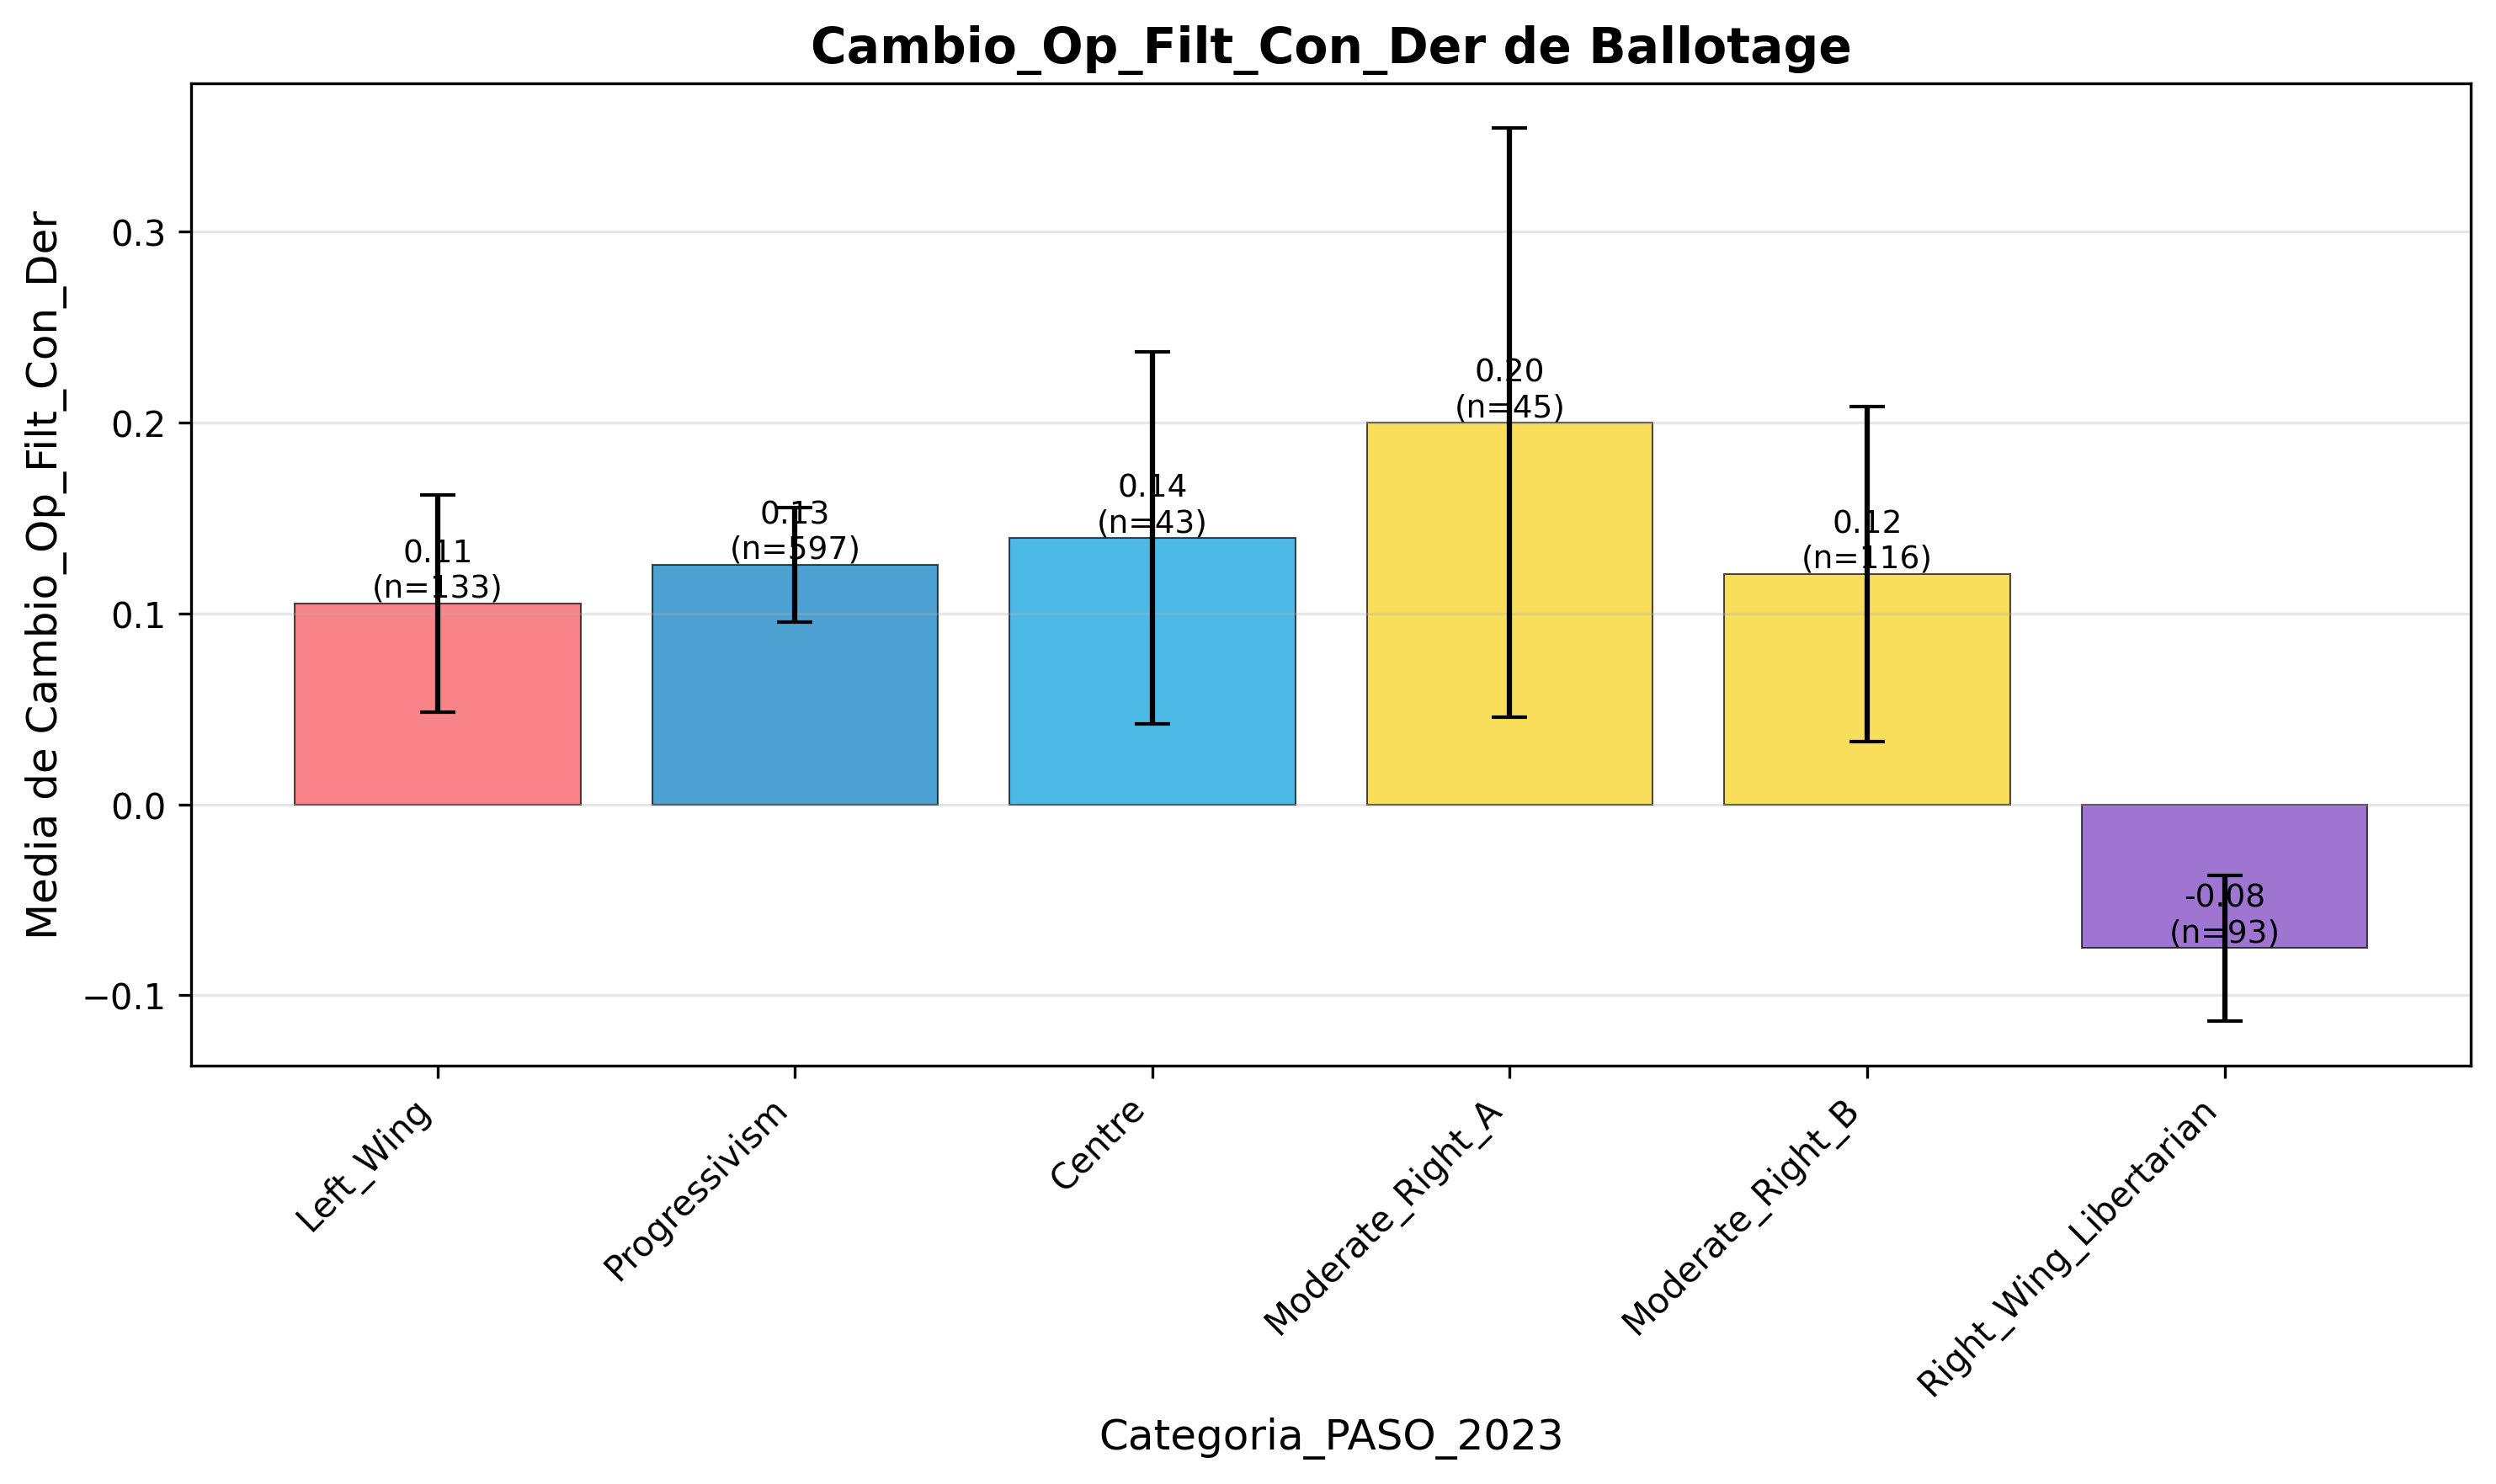 Cambio_Op_Filt_Con_Der de Ballotage
Media de Cambio_Op_Filt_Con_Der
0.3
0.2
0.1
0.0
−0.1
0.11
(n=133)
0.13
(n=597)
0.14
(n=43)
0.20
(n=45)
0.12
(n=116)
-0.08
(n=93)
Left_Wing
Progressivism
Centre
Moderate_Right_A
Moderate_Right_B
Right_Wing_Libertarian
Categoria_PASO_2023